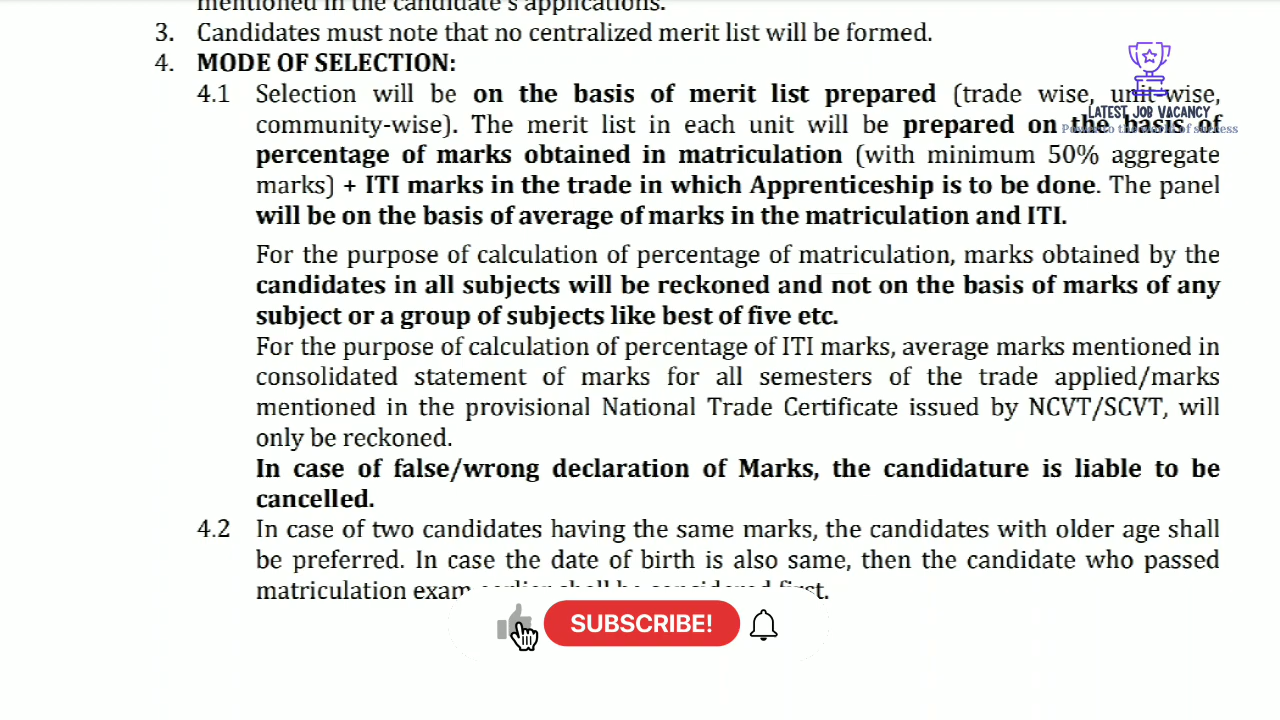 mentioned in the candidate's applications.
3. Candidates must note that no centralized merit list will be formed.
4. MODE OF SELECTION:
4.1 Selection will be on the basis of merit list prepared (trade wise, unit-wise,
community-wise). The merit list in each unit will be prepared on the basis of
percentage of marks obtained in matriculation (with minimum 50% aggregate
marks) + ITI marks in the trade in which Apprenticeship is to be done. The panel
will be on the basis of average of marks in the matriculation and ITI.
For the purpose of calculation of percentage of matriculation, marks obtained by the
candidates in all subjects will be reckoned and not on the basis of marks of any
subject or a group of subjects like best of five etc.
For the purpose of calculation of percentage of ITI marks, average marks mentioned in
consolidated statement of marks for all semesters of the trade applied/marks
mentioned in the provisional National Trade Certificate issued by NCVT/SCVT, will
only be reckoned.
In case of false/wrong declaration of Marks, the candidature is liable to be
cancelled.
4.2 In case of two candidates having the same marks, the candidates with older age shall
be preferred. In case the date of birth is also same, then the candidate who passed
matriculation exam earlier shall be considered first.
LATEST JOB VACANCY
SUBSCRIBE!